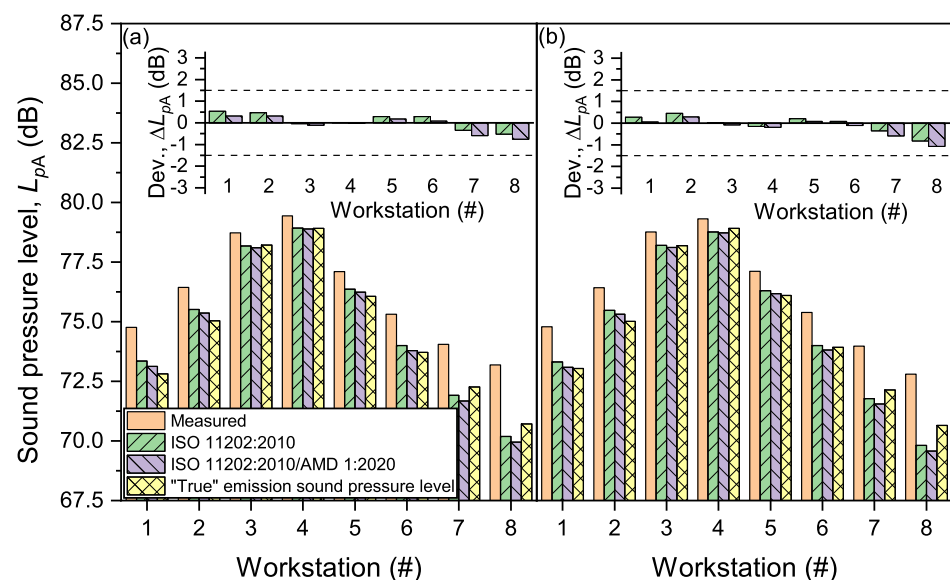 87.5
85.0
82.5
80.0
77.5
75.0
72.5
70.0
67.5
Sound pressure level, LpA (dB)
(a)
3
2
1
0
-1
-2
-3
Dev., ΔLpA (dB)
1 2 3 4 5 6 7 8
Workstation (#)
Measured
ISO 11202:2010
ISO 11202:2010/AMD 1:2020
"True" emission sound pressure level
1 2 3 4 5 6 7 8
Workstation (#)
(b)
3
2
1
0
-1
-2
-3
Dev., ΔLpA (dB)
1 2 3 4 5 6 7 8
Workstation (#)
1 2 3 4 5 6 7 8
Workstation (#)